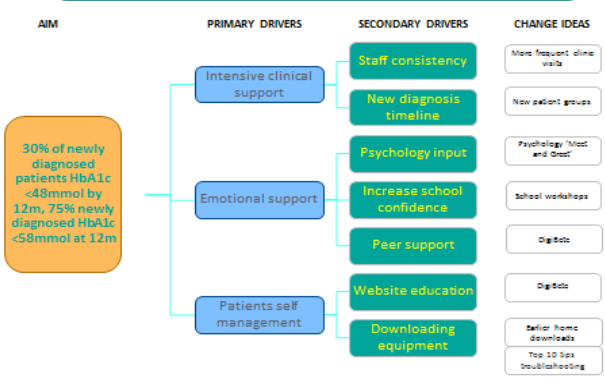 AIM
PRIMARY DRIVERS
SECONDARY DRIVERS
CHANGE IDEAS
30% of newly
diagnosed
patients HbA1c
<48mmol by
12m, 75% newly
diagnosed HbA1c
<58mmol at 12m
Intensive clinical
support
Emotional support
Patients self
management
Staff consistency
New diagnosis
timeline
Psychology input
Increase school
confidence
Peer support
Website education
Downloading
equipment
More frequent clinic
visits
New patient groups
Psychology 'Meet
and Greet'
School workshops
DigiBete
DigiBete
Earlier home
downloads
Top 10 tips
troubleshooting